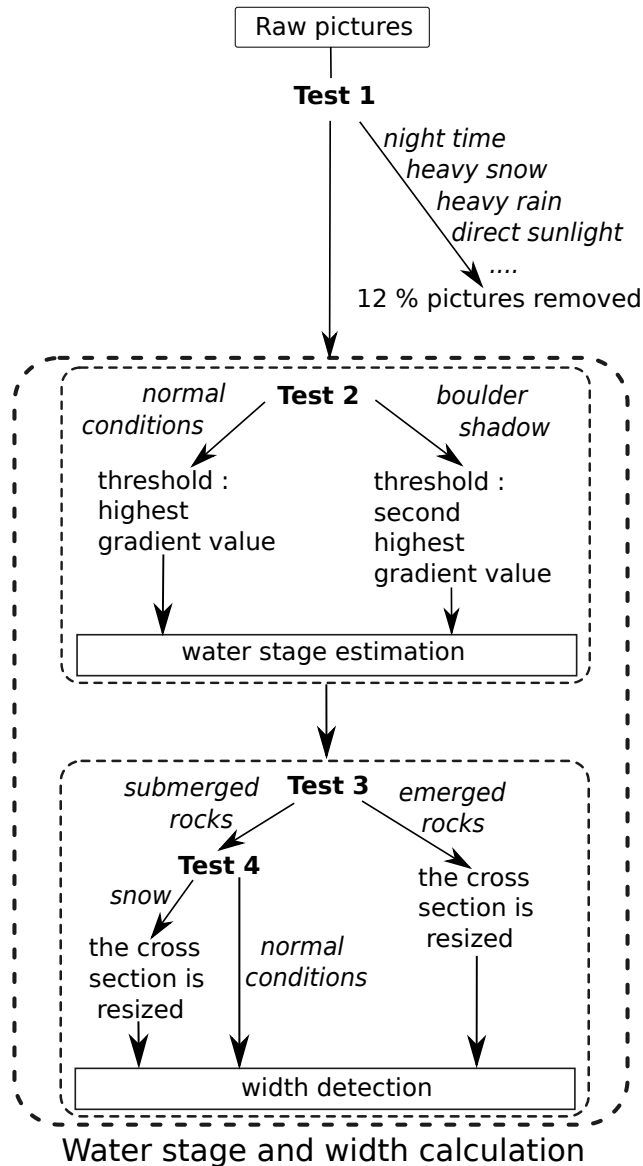 Raw pictures
Test 1
night time
heavy snow
heavy rain
direct sunlight
....
12 % pictures removed
Test 2
normal
conditions
boulder
shadow
threshold :
highest
gradient value
threshold :
second
highest
gradient value
water stage estimation
Test 3
submerged
rocks
emerged
rocks
Test 4
snow
the cross
section is
resized
normal
conditions
the cross
section is
resized
width detection
Water stage and width calculation